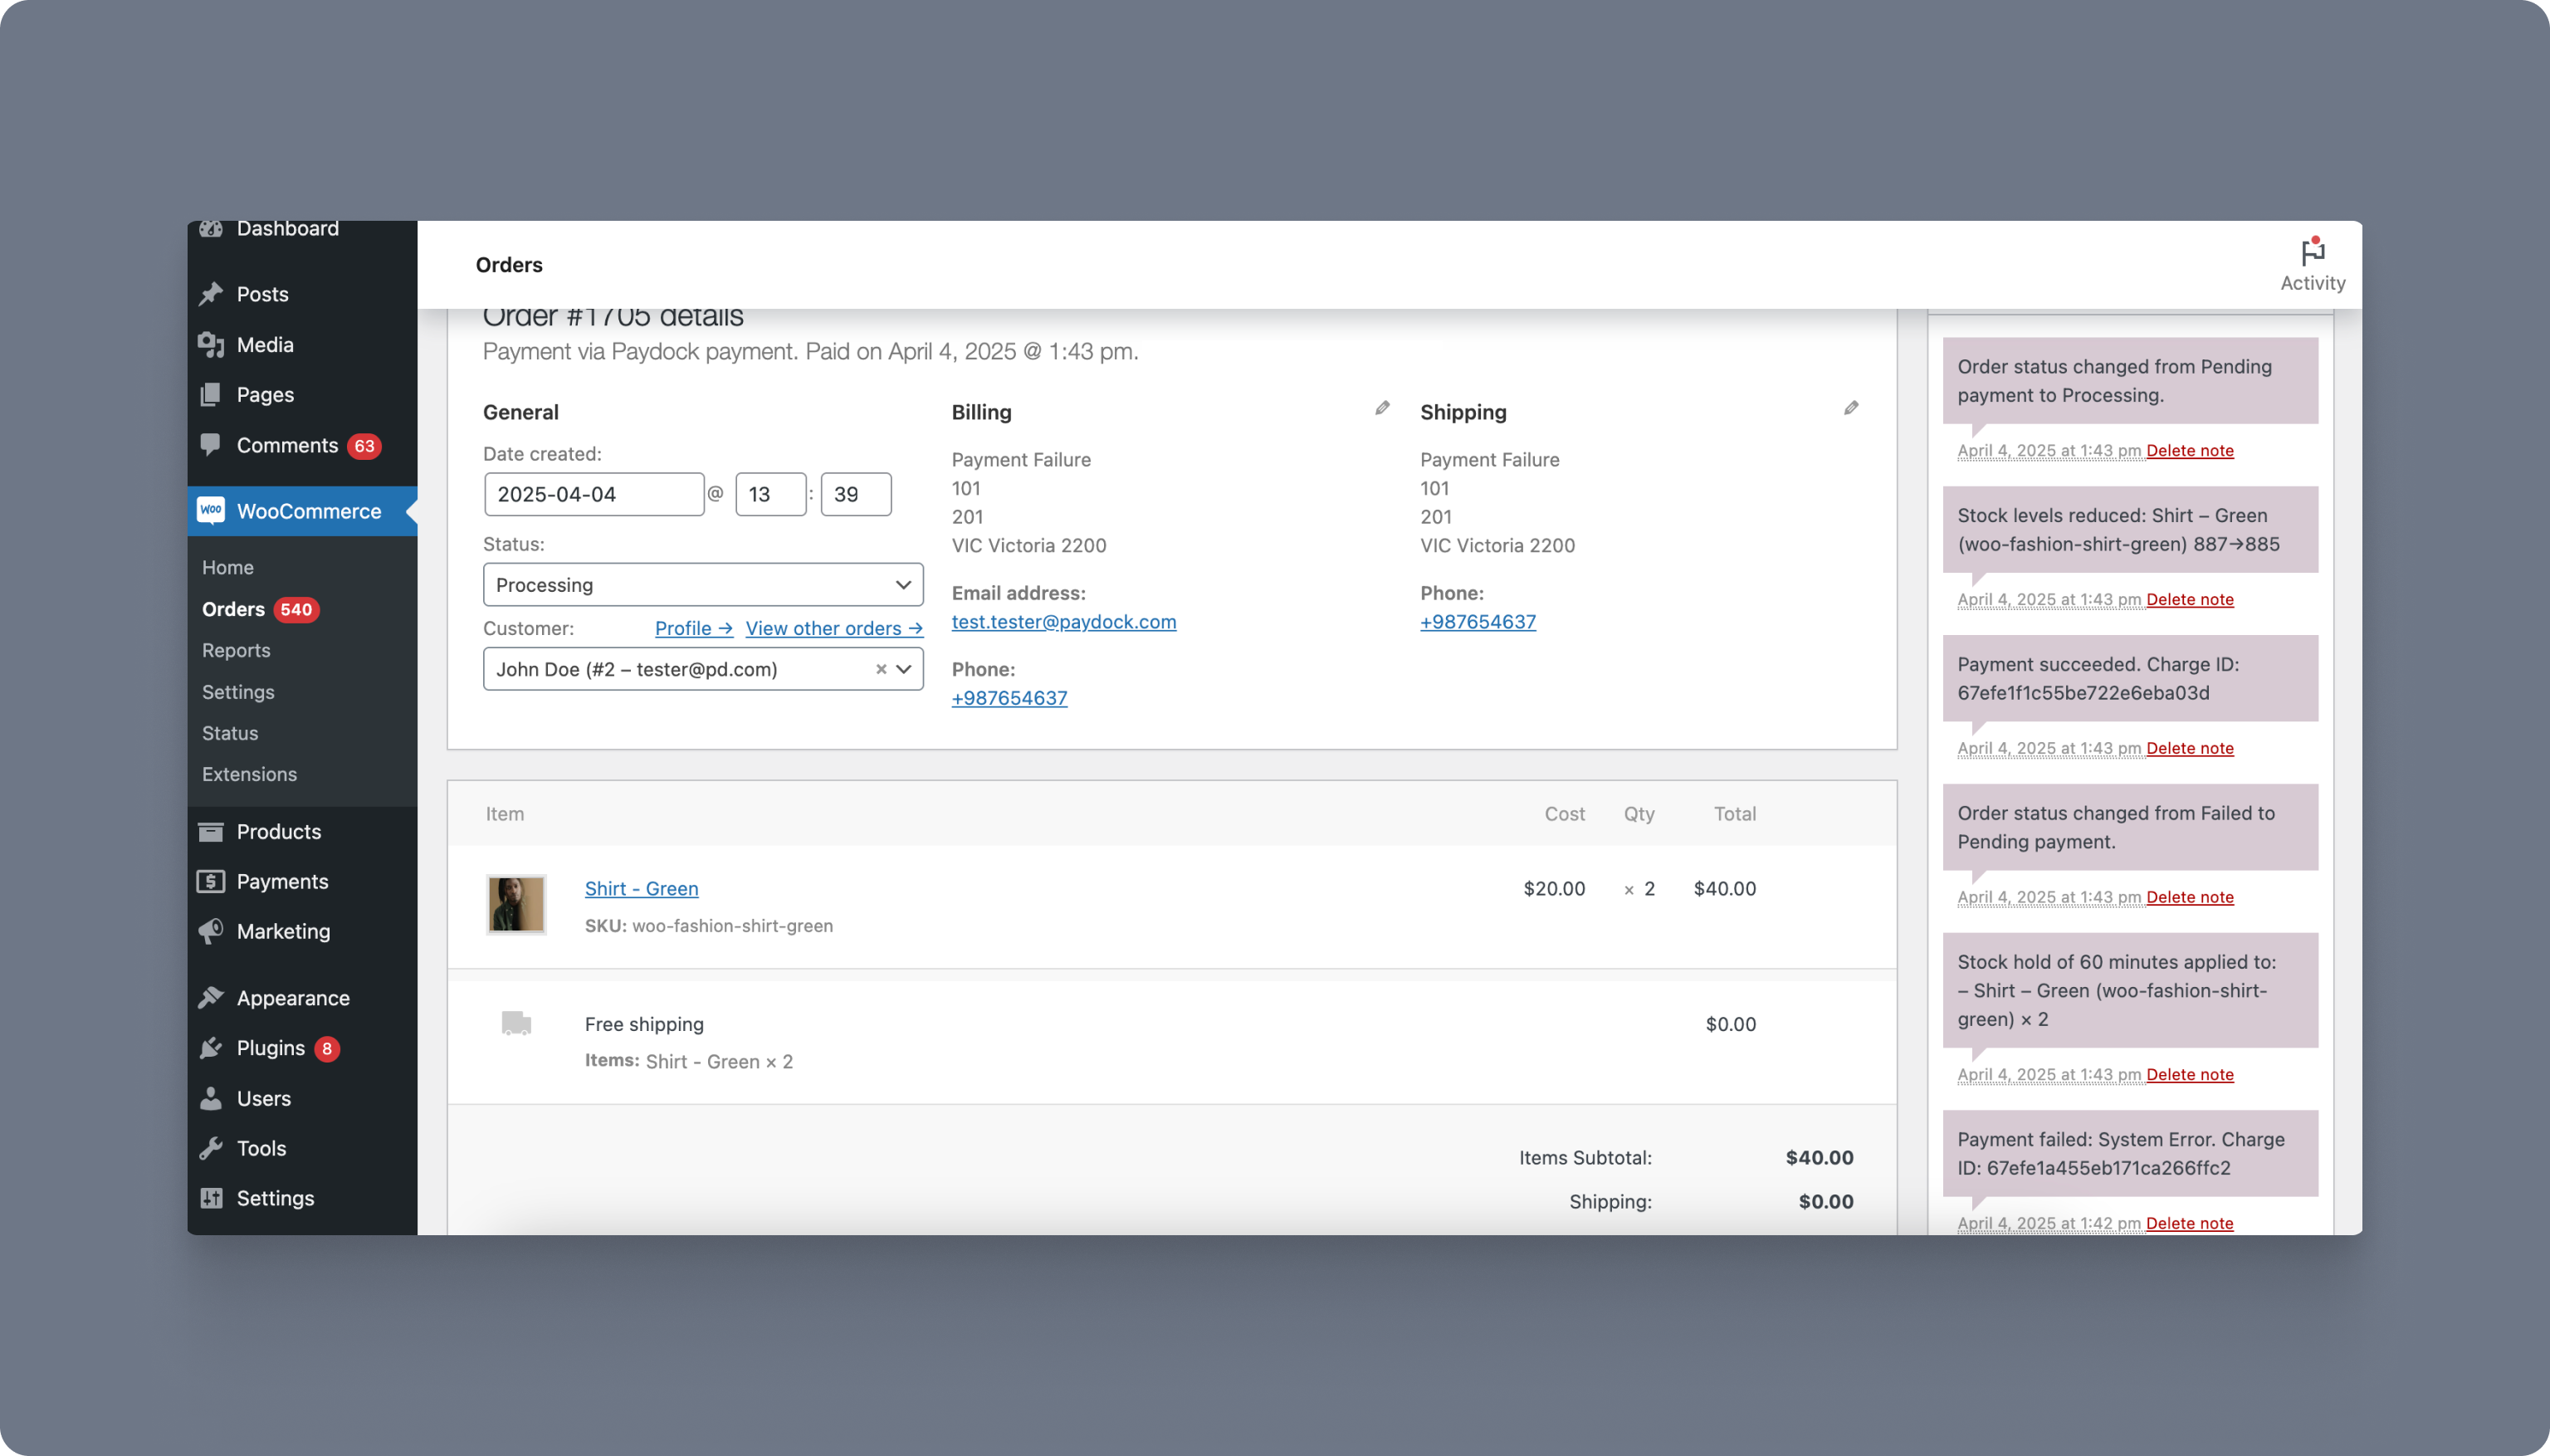 Dashboard
Posts
Media
Pages
Comments 63
woo WooCommerce
Home
Orders 540
Reports
Settings
Status
Extensions
Products
Payments
Marketing
Appearance
Plugins 8
Users
Tools
Settings
Orders
Activity
Order #1705 details
Payment via Paydock payment. Paid on April 4, 2025 @ 1:43 pm.
General
Date created:
2025-04-04 @ 13 : 39
Status:
Processing
Customer: Profile → View other orders →
John Doe (#2 – tester@pd.com) ×
Billing
Payment Failure
101
201
VIC Victoria 2200
Email address:
test.tester@paydock.com
Phone:
+987654637
Shipping
Payment Failure
101
201
VIC Victoria 2200
Phone:
+987654637
Item Cost Qty Total
Shirt - Green $20.00 × 2 $40.00
SKU: woo-fashion-shirt-green
Free shipping $0.00
Items: Shirt - Green × 2
Items Subtotal: $40.00
Shipping: $0.00
Order status changed from Pending
payment to Processing.
April 4, 2025 at 1:43 pm Delete note
Stock levels reduced: Shirt – Green
(woo-fashion-shirt-green) 887→885
April 4, 2025 at 1:43 pm Delete note
Payment succeeded. Charge ID:
67efe1f1c55be722e6eba03d
April 4, 2025 at 1:43 pm Delete note
Order status changed from Failed to
Pending payment.
April 4, 2025 at 1:43 pm Delete note
Stock hold of 60 minutes applied to:
– Shirt – Green (woo-fashion-shirt-
green) × 2
April 4, 2025 at 1:43 pm Delete note
Payment failed: System Error. Charge
ID: 67efe1a455eb171ca266ffc2
April 4, 2025 at 1:42 pm Delete note